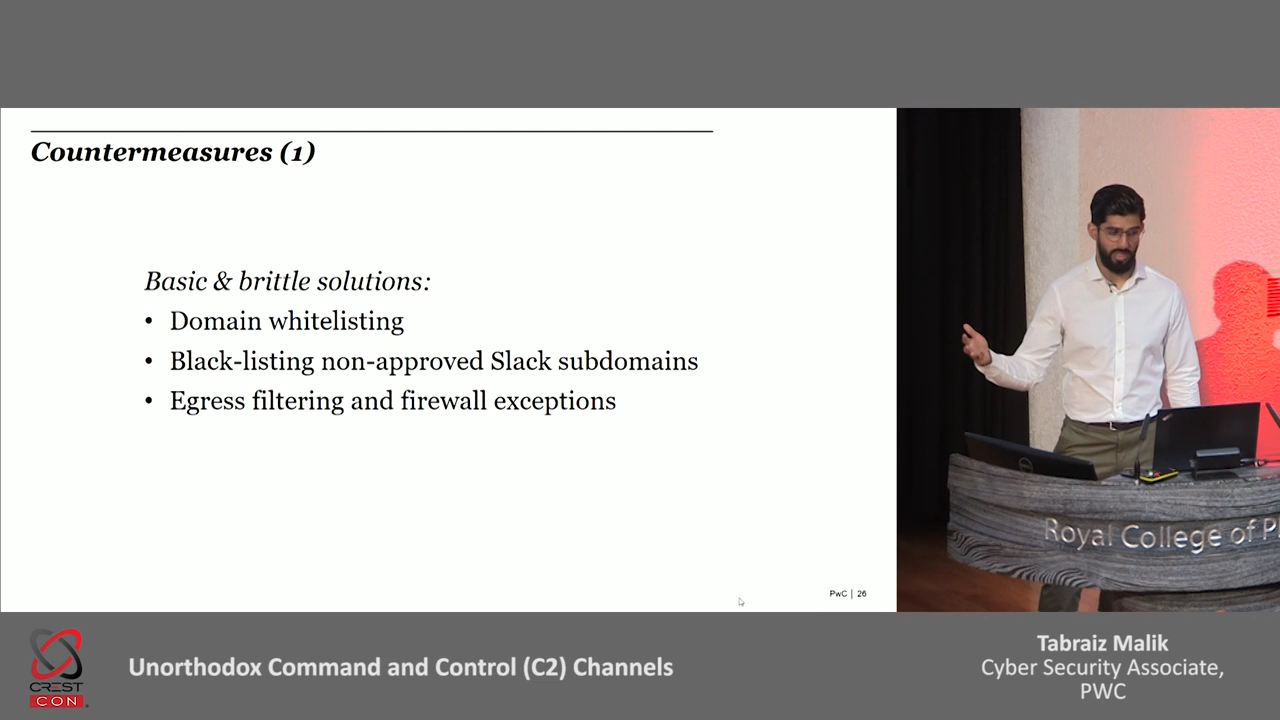 Countermeasures (1)
Basic & brittle solutions:
• Domain whitelisting
• Black-listing non-approved Slack subdomains
• Egress filtering and firewall exceptions
PwC | 26
Royal College of P
CREST
CON
Unorthodox Command and Control (C2) Channels
Tabraiz Malik
Cyber Security Associate,
PWC